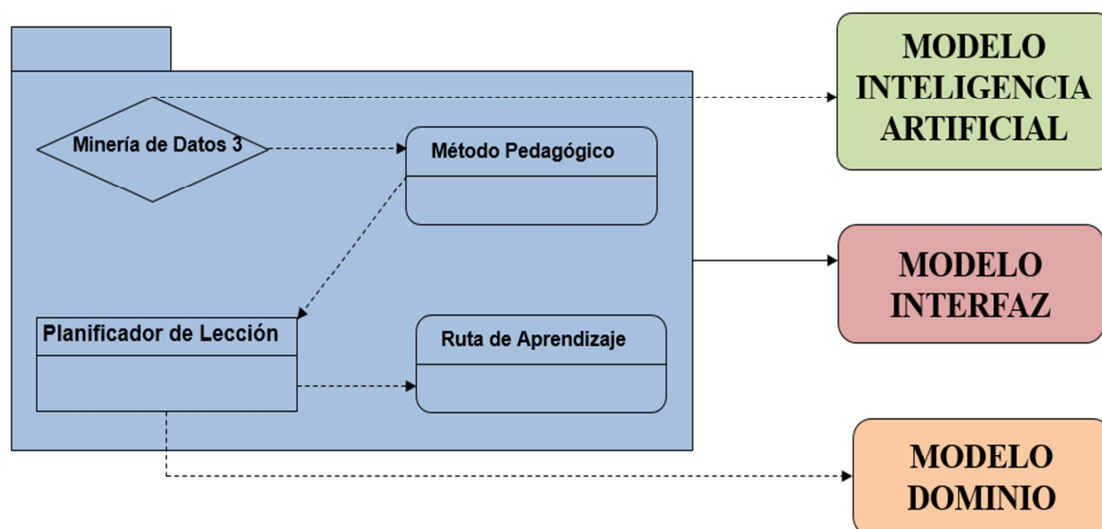 MODELO
INTELIGENCIA
ARTIFICIAL
Minería de Datos 3
Método Pedagógico
MODELO
INTERFAZ
Planificador de Lección
Ruta de Aprendizaje
MODELO
DOMINIO